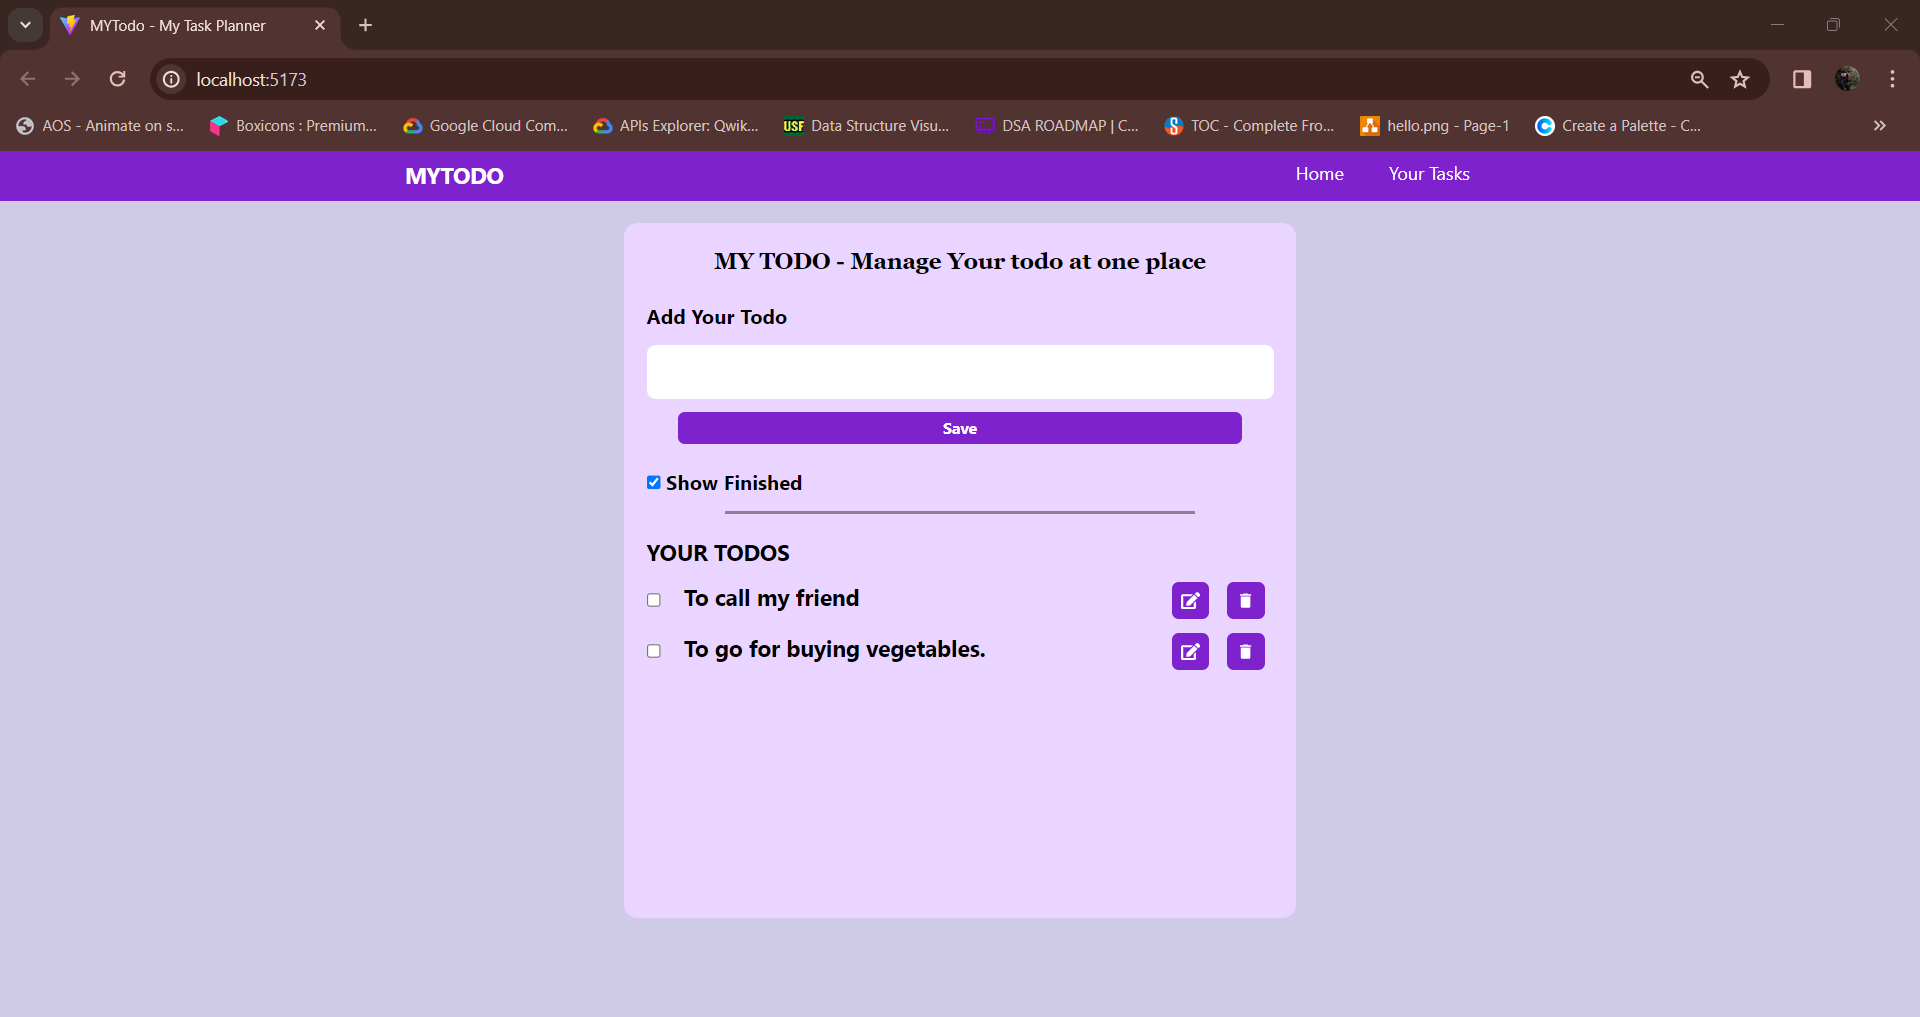 MYTodo - My Task Planner
localhost:5173
AOS - Animate on s...
Boxicons : Premium...
Google Cloud Com...
APIs Explorer: Qwik...
USF Data Structure Visu...
DSA ROADMAP | C...
TOC - Complete Fro...
hello.png - Page-1
Create a Palette - C...
MYTODO
Home
Your Tasks
MY TODO - Manage Your todo at one place
Add Your Todo
Save
Show Finished
YOUR TODOS
To call my friend
To go for buying vegetables.